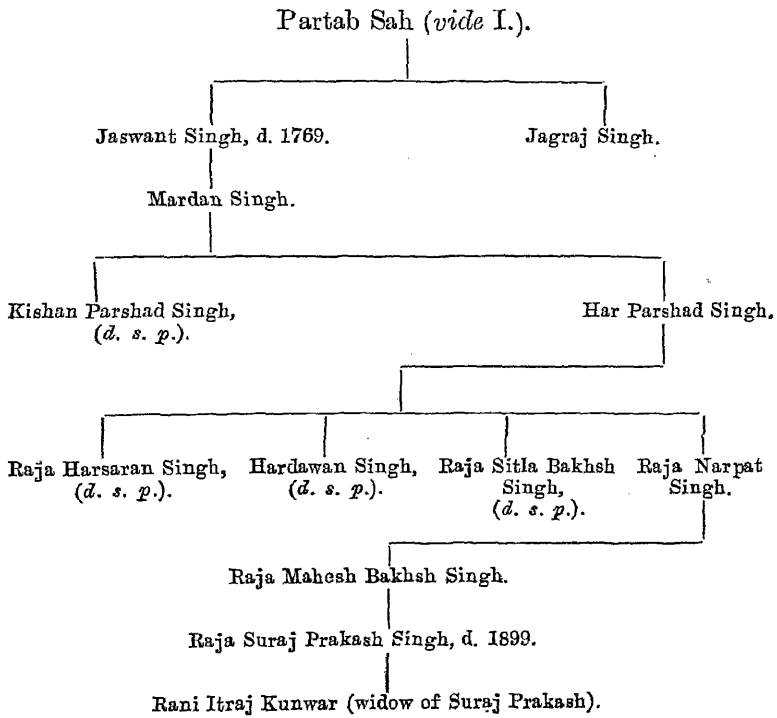 Partab Sah (vide I.).
Jaswant Singh, d. 1769.
Jagraj Singh.
Mardan Singh.
Kishan Parshad Singh,
(d. s. p.).
Har Parshad Singh.
Raja Harsaran Singh,
(d. s. p.).
Hardawan Singh,
(d. s. p.).
Raja Sitla Bakhsh
Singh,
(d. s. p.).
Raja Narpat
Singh.
Raja Mahesh Bakhsh Singh.
Raja Suraj Prakash Singh, d. 1899.
Rani Itraj Kunwar (widow of Suraj Prakash).